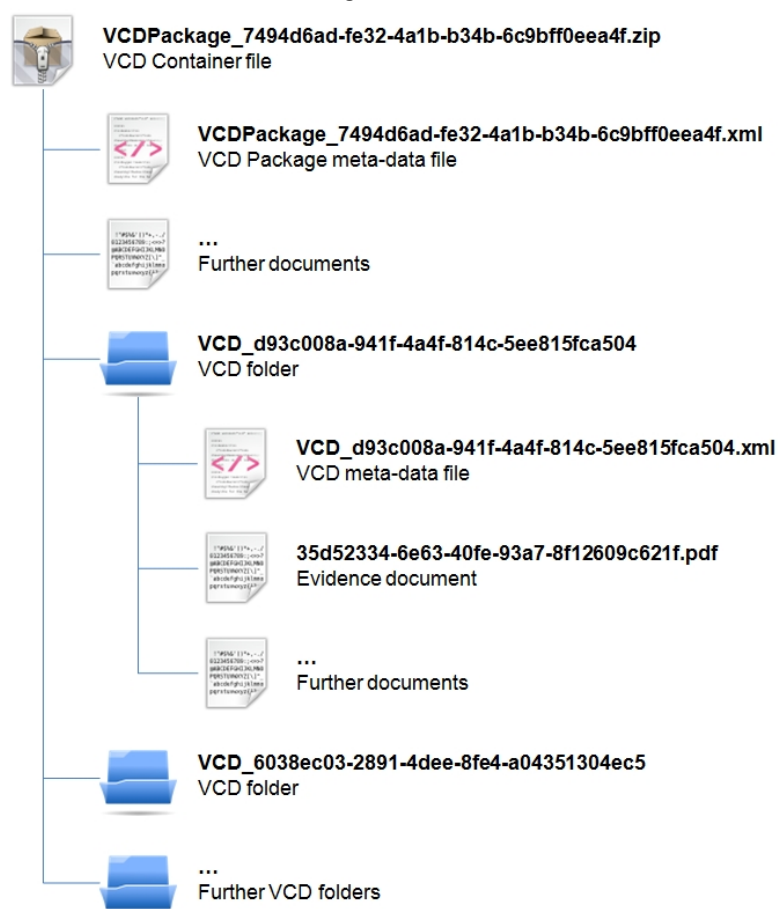 VCDPackage_7494d6ad-fe32-4a1b-b34b-6c9bff0eea4f.zip
VCD Container file
VCDPackage_7494d6ad-fe32-4a1b-b34b-6c9bff0eea4f.xml
VCD Package meta-data file
...
Further documents
VCD_d93c008a-941f-4a4f-814c-5ee815fca504
VCD folder
VCD_d93c008a-941f-4a4f-814c-5ee815fca504.xml
VCD meta-data file
35d52334-6e63-40fe-93a7-8f12609c621f.pdf
Evidence document
...
Further documents
VCD_6038ec03-2891-4dee-8fe4-a04351304ec5
VCD folder
...
Further VCD folders